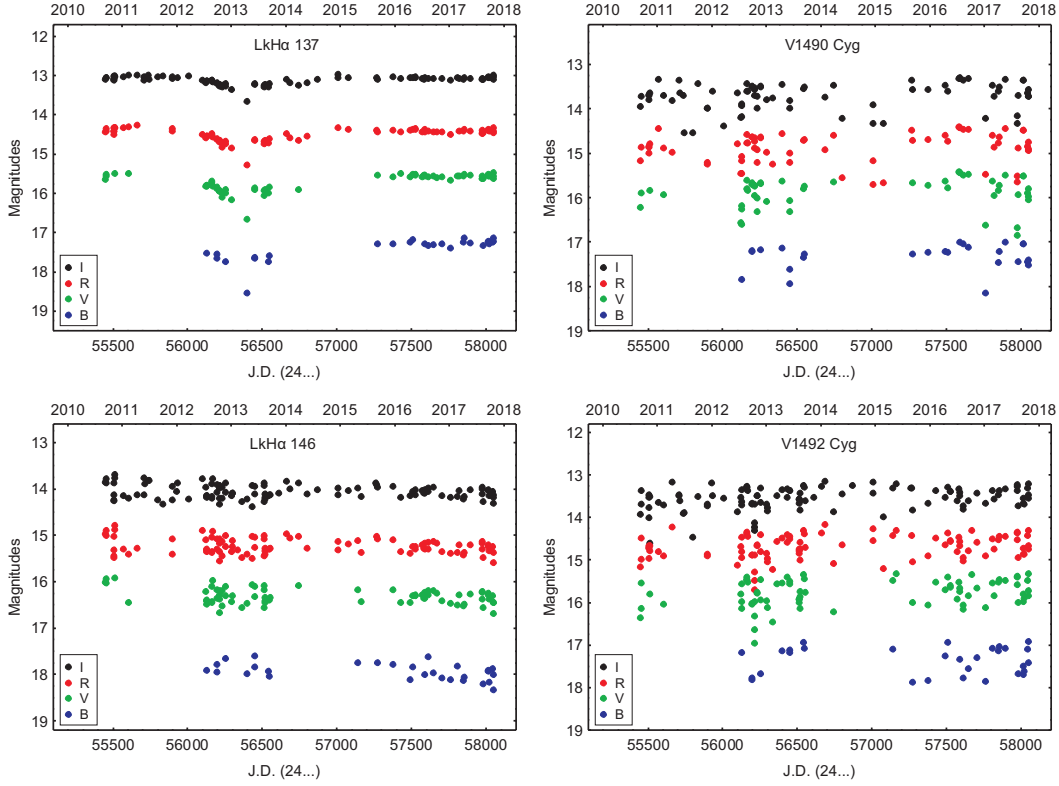 2010 2011 2012 2013 2014 2015 2016 2017 2018
LkHα 137
12
13
14
15
16
17
18
19
Magnitudes
I
R
V
B
55500 56000 56500 57000 57500 58000
J.D. (24...)
2010 2011 2012 2013 2014 2015 2016 2017 2018
V1490 Cyg
13
14
15
16
17
18
19
Magnitudes
I
R
V
B
55500 56000 56500 57000 57500 58000
J.D. (24...)
2010 2011 2012 2013 2014 2015 2016 2017 2018
LkHα 146
13
14
15
16
17
18
19
Magnitudes
I
R
V
B
55500 56000 56500 57000 57500 58000
J.D. (24...)
2010 2011 2012 2013 2014 2015 2016 2017 2018
V1492 Cyg
12
13
14
15
16
17
18
19
Magnitudes
I
R
V
B
55500 56000 56500 57000 57500 58000
J.D. (24...)